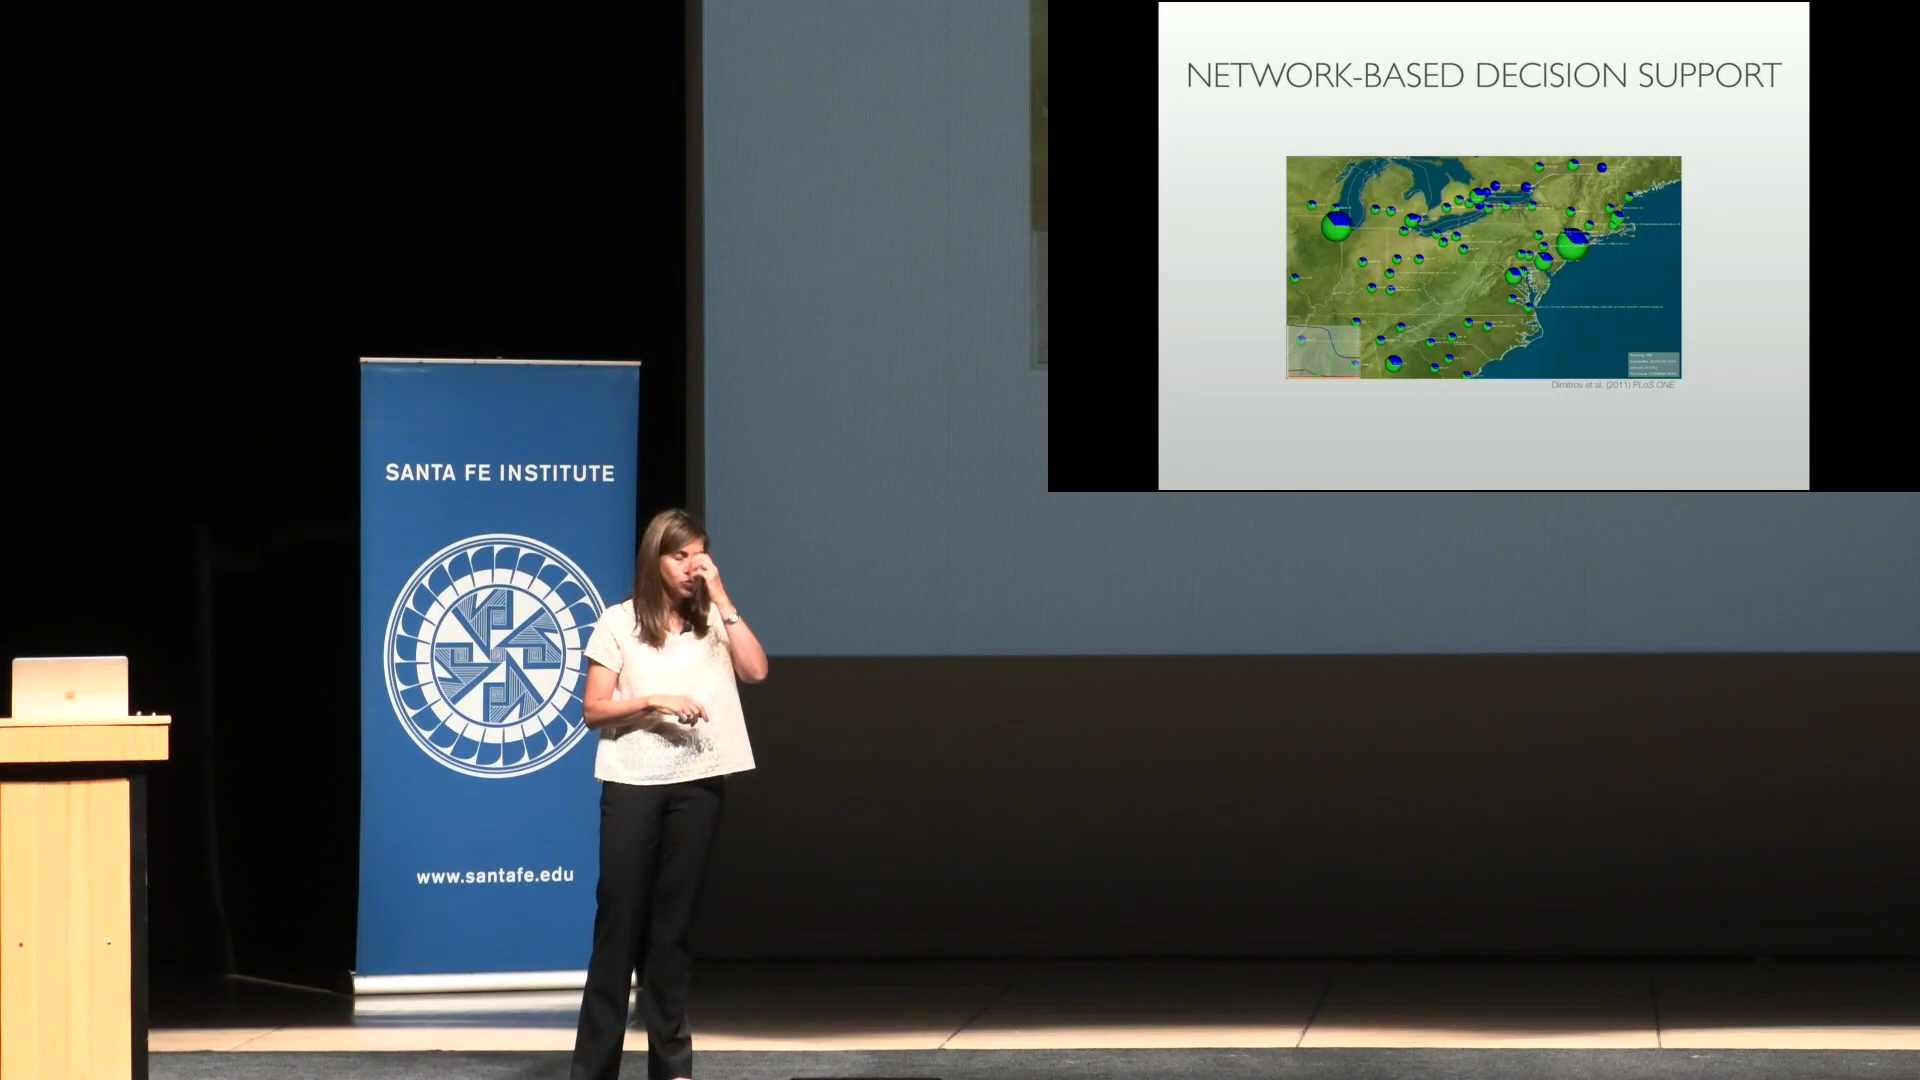 NETWORK-BASED DECISION SUPPORT
Dimitrov et al. (2011) PLoS ONE
SANTA FE INSTITUTE
www.santafe.edu